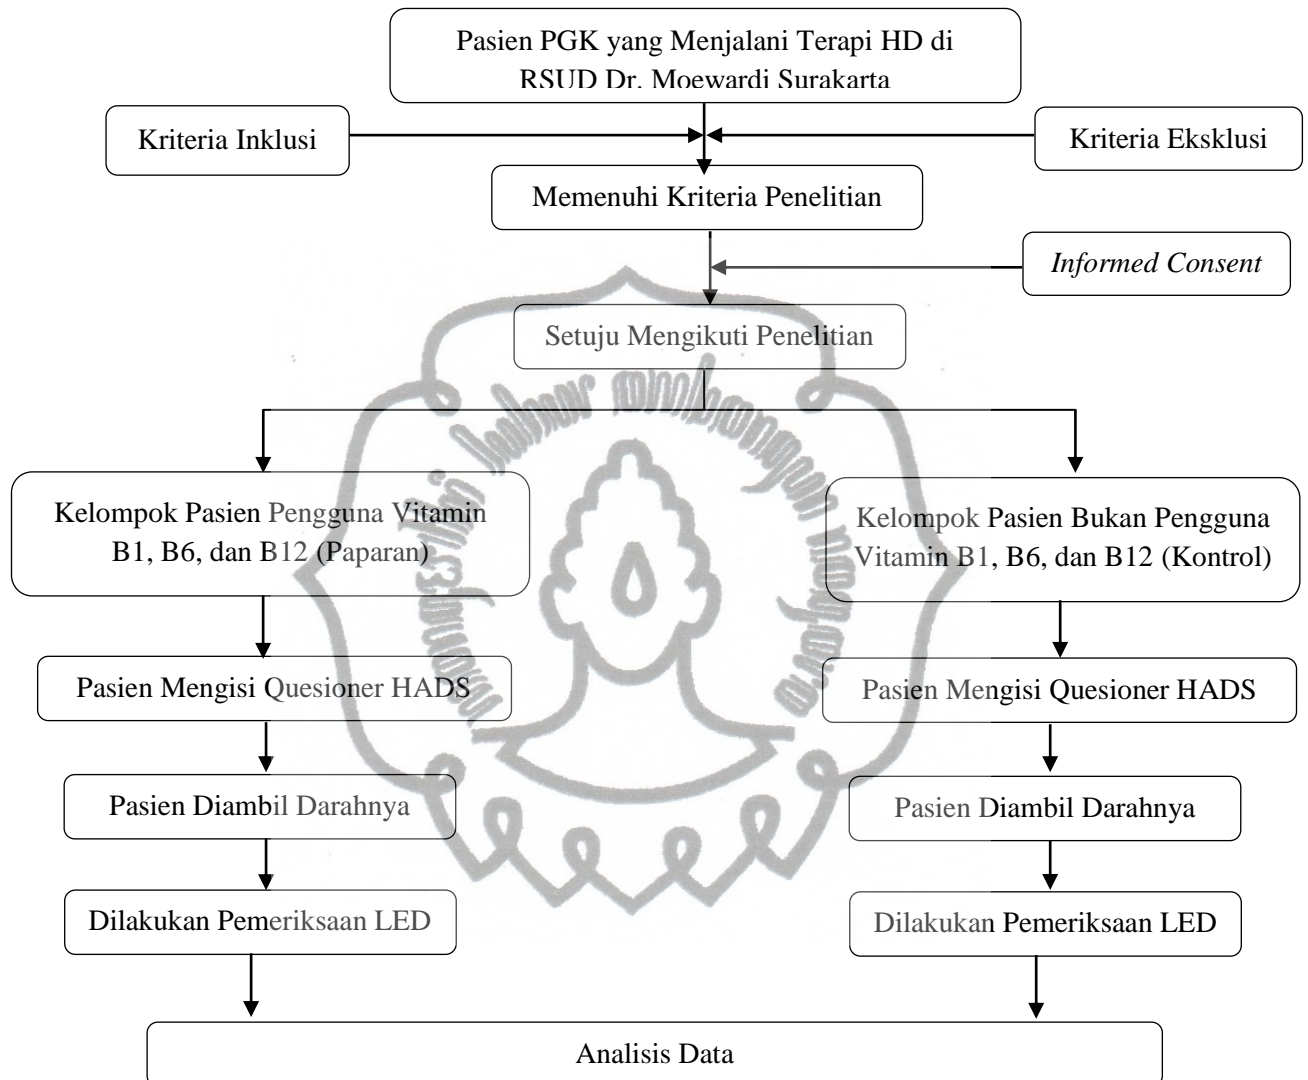 Pasien PGK yang Menjalani Terapi HD di
RSUD Dr. Moewardi Surakarta
Kriteria Inklusi
Kriteria Eksklusi
Memenuhi Kriteria Penelitian
Informed Consent
Setuju Mengikuti Penelitian
Kelompok Pasien Pengguna Vitamin
B1, B6, dan B12 (Paparan)
Kelompok Pasien Bukan Pengguna
Vitamin B1, B6, dan B12 (Kontrol)
Pasien Mengisi Quesioner HADS
Pasien Mengisi Quesioner HADS
Pasien Diambil Darahnya
Pasien Diambil Darahnya
Dilakukan Pemeriksaan LED
Dilakukan Pemeriksaan LED
Analisis Data